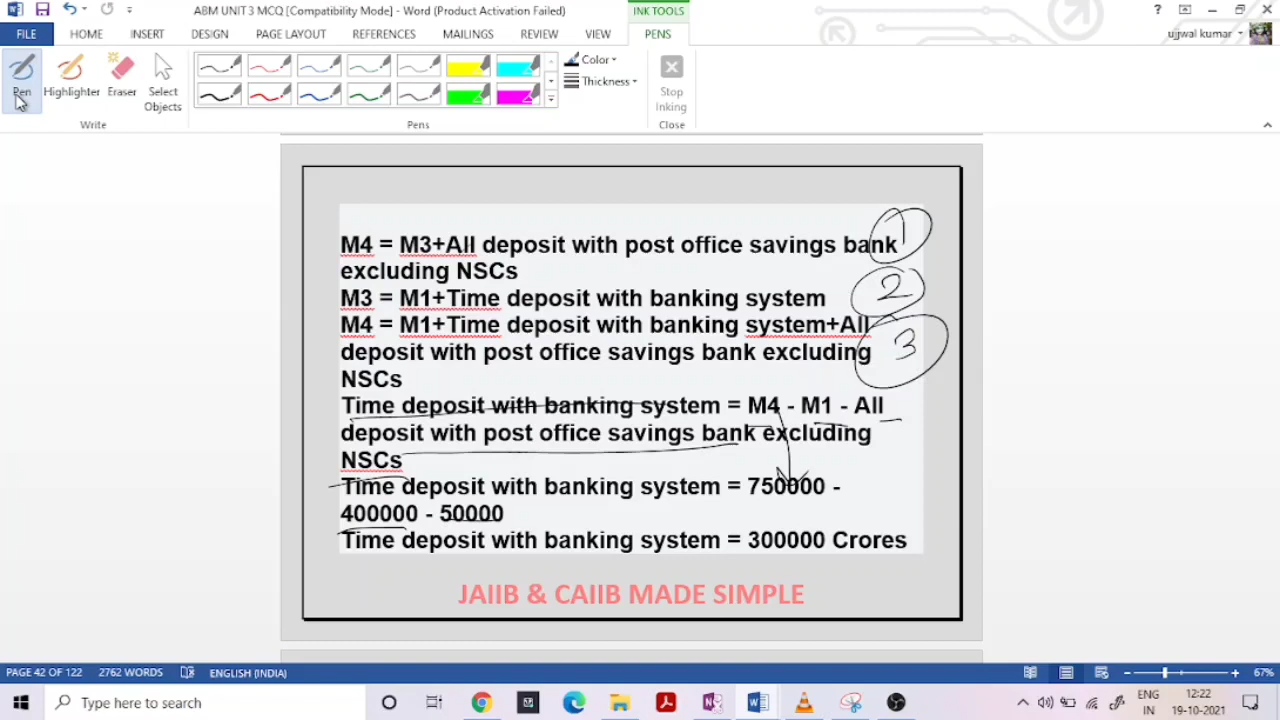 ABM UNIT 3 MCQ [Compatibility Mode] - Word (Product Activation Failed)
INK TOOLS
?
FILE HOME INSERT DESIGN PAGE LAYOUT REFERENCES MAILINGS REVIEW VIEW PENS
ujjwal kumar
Pen Highlighter Eraser Select Objects
Color
Thickness
Stop Inking
Write Pens Close
M4 = M3+All deposit with post office savings bank
1
excluding NSCs
M3 = M1+Time deposit with banking system
2
M4 = M1+Time deposit with banking system+All
deposit with post office savings bank excluding
3
NSCs
Time deposit with banking system = M4 - M1 - All
deposit with post office savings bank excluding
NSCs
Time deposit with banking system = 750000 -
400000 - 50000
Time deposit with banking system = 300000 Crores
JAIIB & CAIIB MADE SIMPLE
PAGE 42 OF 122 2762 WORDS ENGLISH (INDIA) 67%
Type here to search
ENG 12:22
IN 19-10-2021